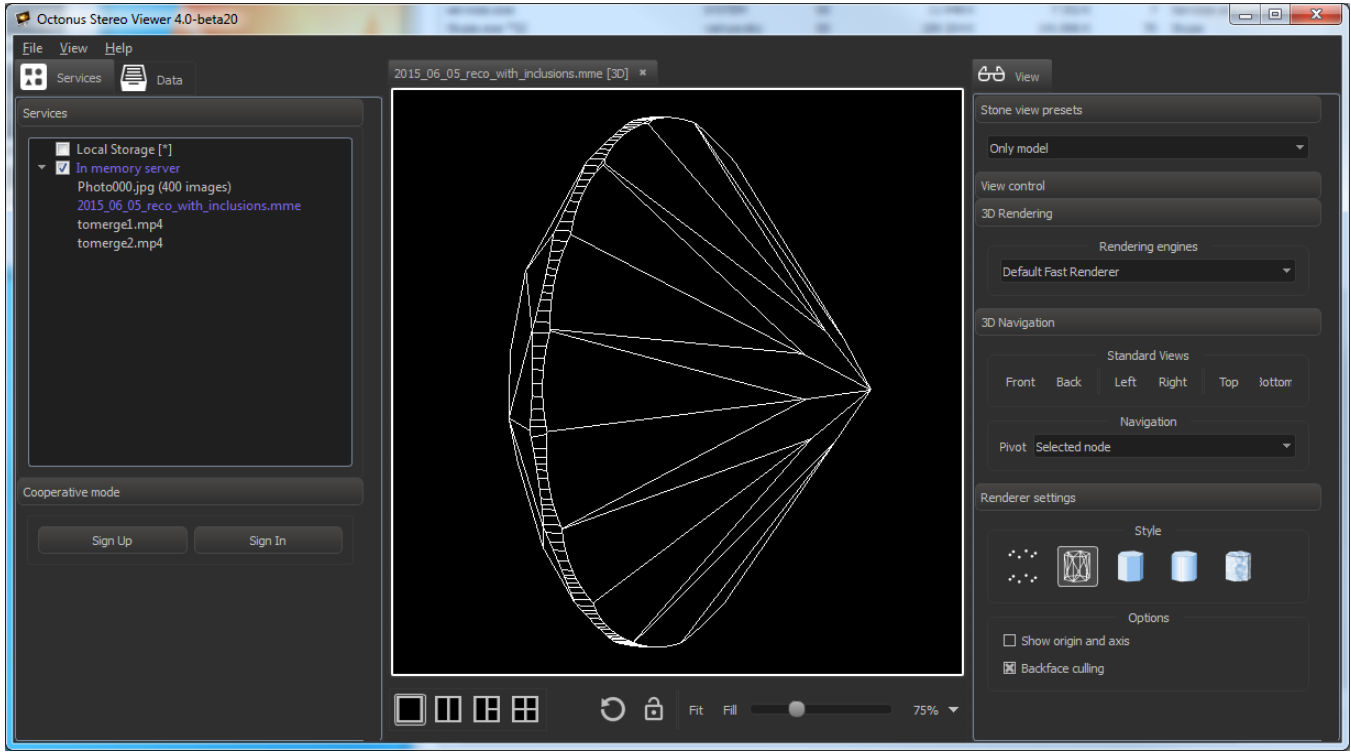 Octonus Stereo Viewer 4.0-beta20
File View Help
Services Data
Services
Local Storage [*]
In memory server
Photo000.jpg (400 images)
2015_06_05_reco_with_inclusions.mme
tomerge1.mp4
tomerge2.mp4
Cooperative mode
Sign Up Sign In
2015_06_05_reco_with_inclusions.mme [3D]
Fit Fill 75%
View
Stone view presets
Only model
View control
3D Rendering
Rendering engines
Default Fast Renderer
3D Navigation
Standard Views
Front Back Left Right Top Bottom
Navigation
Pivot Selected node
Renderer settings
Style
Options
Show origin and axis
Backface culling